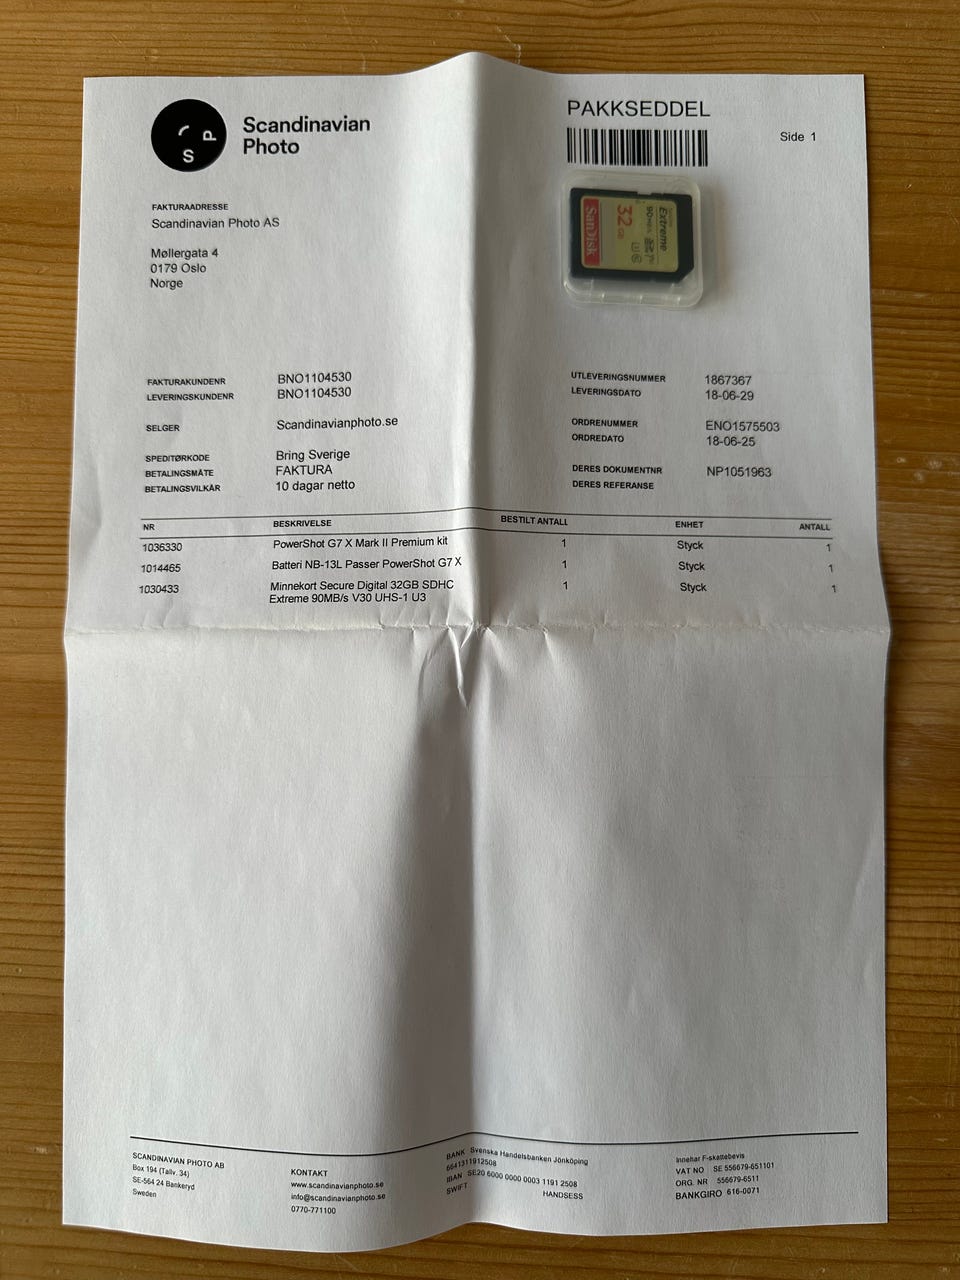 Scandinavian
Photo
S P
PAKKSEDDEL
Side 1
Extreme
90MB/s
32 GB
SanDisk
FAKTURAADRESSE
Scandinavian Photo AS
Møllergata 4
0179 Oslo
Norge
FAKTURAKUNDENR BNO1104530
LEVERINGSKUNDENR BNO1104530
SELGER Scandinavianphoto.se
SPEDITØRKODE Bring Sverige
BETALINGSMÅTE FAKTURA
BETALINGSVILKÅR 10 dagar netto
UTLEVERINGSNUMMER 1867367
LEVERINGSDATO 18-06-29
ORDRENUMMER ENO1575503
ORDREDATO 18-06-25
DERES DOKUMENTNR NP1051963
DERES REFERANSE
NR BESKRIVELSE BESTILT ANTALL ENHET ANTALL
1036330 PowerShot G7 X Mark II Premium kit 1 Styck 1
1014465 Batteri NB-13L Passer PowerShot G7 X 1 Styck 1
1030433 Minnekort Secure Digital 32GB SDHC 1 Styck 1
Extreme 90MB/s V30 UHS-1 U3
SCANDINAVIAN PHOTO AB
Box 194 (Tallv. 34)
SE-564 24 Bankeryd
Sweden
KONTAKT
www.scandinavianphoto.se
info@scandinavianphoto.se
0770-771100
BANK Svenska Handelsbanken Jönköping
6641311912508
IBAN SE20 6000 0000 0003 1191 2508
SWIFT HANDSESS
Innehar F-skattebevis
VAT NO SE 556679-651101
ORG. NR 556679-6511
BANKGIRO 616-0071